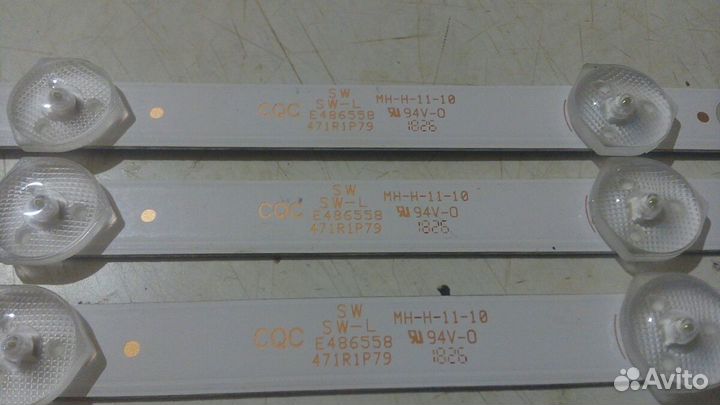 SW
SW-L MH-H-11-10
CQC E486558 94V-0
471R1P79 1826
SW
SW-L MH-H-11-10
CQC E486558 94V-0
471R1P79 1826
SW
SW-L MH-H-11-10
CQC E486558 94V-0
471R1P79 1826
Avito